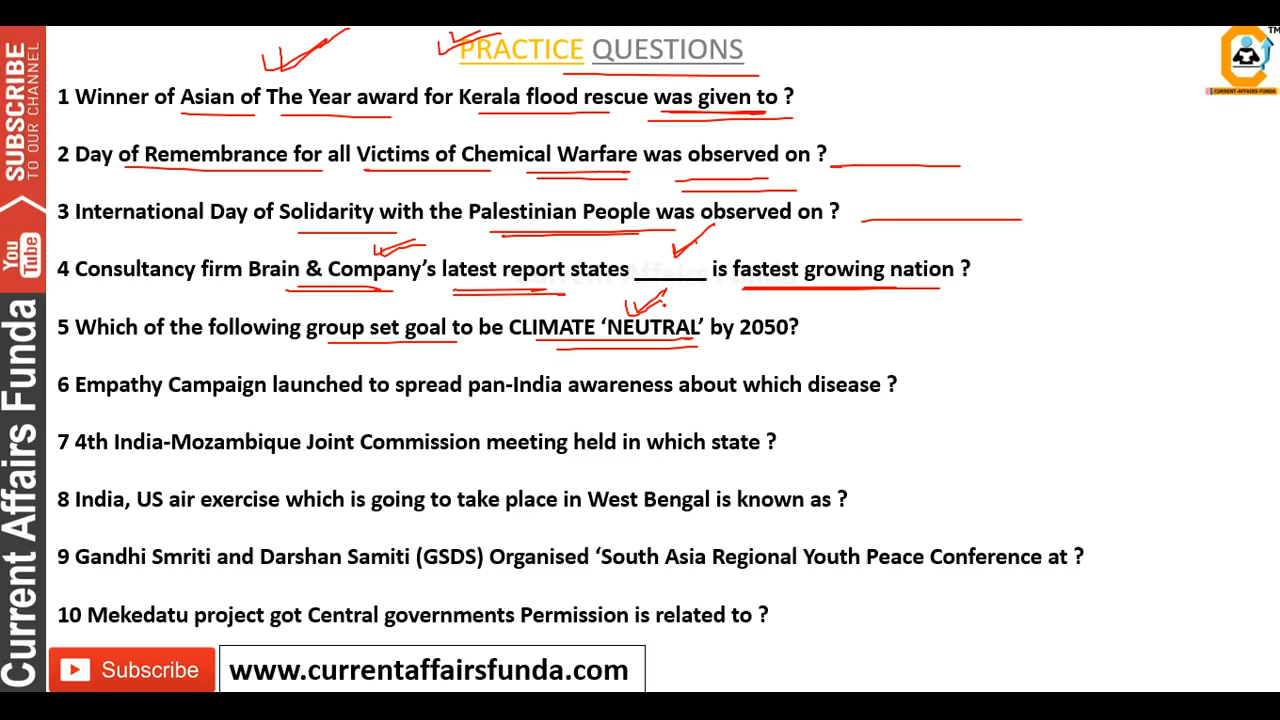 PRACTICE QUESTIONS
1 Winner of Asian of The Year award for Kerala flood rescue was given to ?
2 Day of Remembrance for all Victims of Chemical Warfare was observed on ?
3 International Day of Solidarity with the Palestinian People was observed on ?
4 Consultancy firm Brain & Company’s latest report states ______ is fastest growing nation ?
5 Which of the following group set goal to be CLIMATE ‘NEUTRAL’ by 2050?
6 Empathy Campaign launched to spread pan-India awareness about which disease ?
7 4th India-Mozambique Joint Commission meeting held in which state ?
8 India, US air exercise which is going to take place in West Bengal is known as ?
9 Gandhi Smriti and Darshan Samiti (GSDS) Organised ‘South Asia Regional Youth Peace Conference at ?
10 Mekedatu project got Central governments Permission is related to ?
Subscribe
www.currentaffairsfunda.com
SUBSCRIBE
TO OUR CHANNEL
You Tube
Current Affairs Funda
TM
CURRENT-AFFAIRS-FUNDA